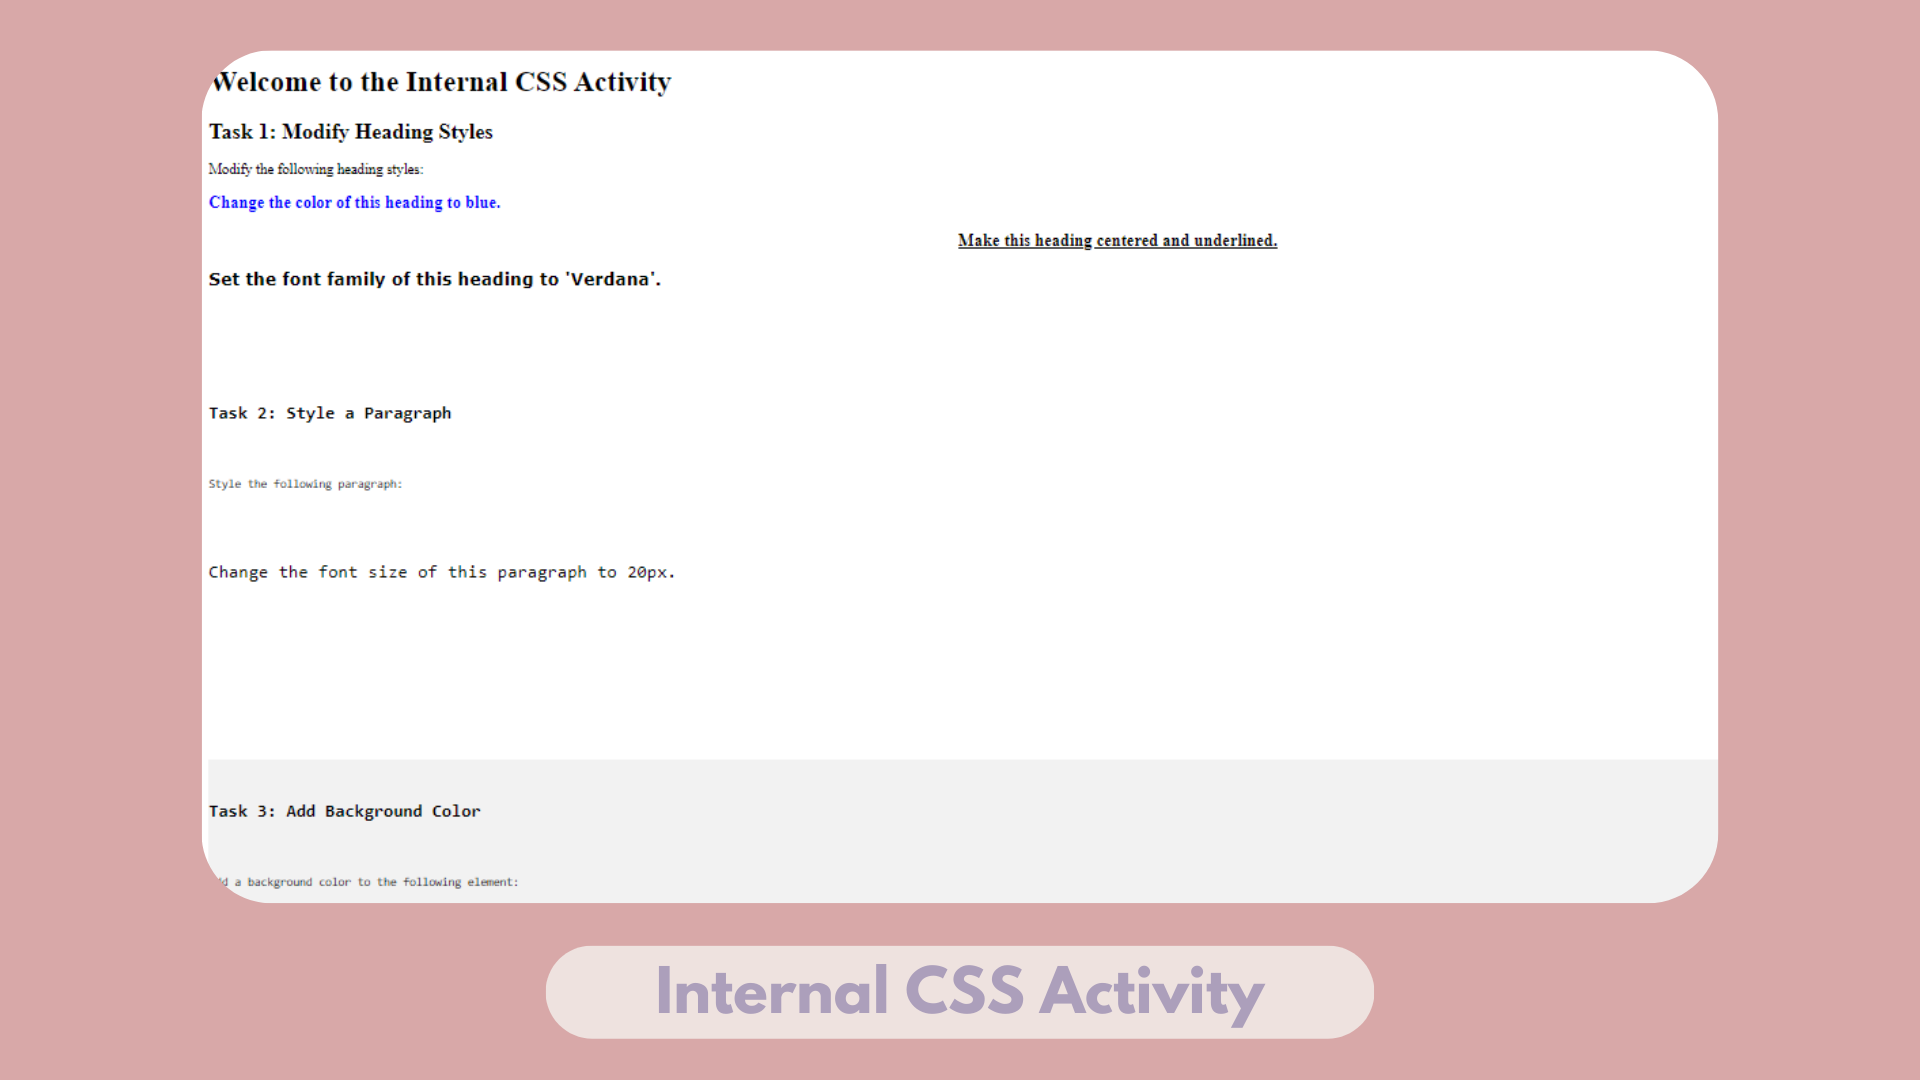 Welcome to the Internal CSS Activity
Task 1: Modify Heading Styles
Modify the following heading styles:
Change the color of this heading to blue.
Make this heading centered and underlined.
Set the font family of this heading to 'Verdana'.
Task 2: Style a Paragraph
Style the following paragraph:
Change the font size of this paragraph to 20px.
Task 3: Add Background Color
a background color to the following element:
Internal CSS Activity